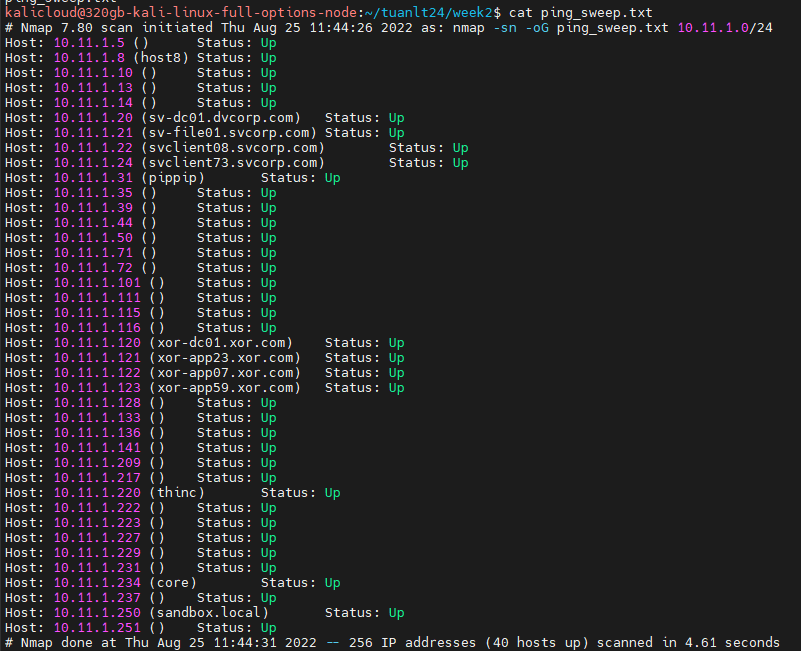 kalicloud@320gb-kali-linux-full-options-node:~/tuanlt24/week2$ cat ping_sweep.txt
# Nmap 7.80 scan initiated Thu Aug 25 11:44:26 2022 as: nmap -sn -oG ping_sweep.txt 10.11.1.0/24
Host: 10.11.1.5 () Status: Up
Host: 10.11.1.8 (host8) Status: Up
Host: 10.11.1.10 () Status: Up
Host: 10.11.1.13 () Status: Up
Host: 10.11.1.14 () Status: Up
Host: 10.11.1.20 (sv-dc01.dvcorp.com) Status: Up
Host: 10.11.1.21 (sv-file01.svcorp.com) Status: Up
Host: 10.11.1.22 (svclient08.svcorp.com) Status: Up
Host: 10.11.1.24 (svclient73.svcorp.com) Status: Up
Host: 10.11.1.31 (pippip) Status: Up
Host: 10.11.1.35 () Status: Up
Host: 10.11.1.39 () Status: Up
Host: 10.11.1.44 () Status: Up
Host: 10.11.1.50 () Status: Up
Host: 10.11.1.71 () Status: Up
Host: 10.11.1.72 () Status: Up
Host: 10.11.1.101 () Status: Up
Host: 10.11.1.111 () Status: Up
Host: 10.11.1.115 () Status: Up
Host: 10.11.1.116 () Status: Up
Host: 10.11.1.120 (xor-dc01.xor.com) Status: Up
Host: 10.11.1.121 (xor-app23.xor.com) Status: Up
Host: 10.11.1.122 (xor-app07.xor.com) Status: Up
Host: 10.11.1.123 (xor-app59.xor.com) Status: Up
Host: 10.11.1.128 () Status: Up
Host: 10.11.1.133 () Status: Up
Host: 10.11.1.136 () Status: Up
Host: 10.11.1.141 () Status: Up
Host: 10.11.1.209 () Status: Up
Host: 10.11.1.217 () Status: Up
Host: 10.11.1.220 (thinc) Status: Up
Host: 10.11.1.222 () Status: Up
Host: 10.11.1.223 () Status: Up
Host: 10.11.1.227 () Status: Up
Host: 10.11.1.229 () Status: Up
Host: 10.11.1.231 () Status: Up
Host: 10.11.1.234 (core) Status: Up
Host: 10.11.1.237 () Status: Up
Host: 10.11.1.250 (sandbox.local) Status: Up
Host: 10.11.1.251 () Status: Up
# Nmap done at Thu Aug 25 11:44:31 2022 -- 256 IP addresses (40 hosts up) scanned in 4.61 seconds